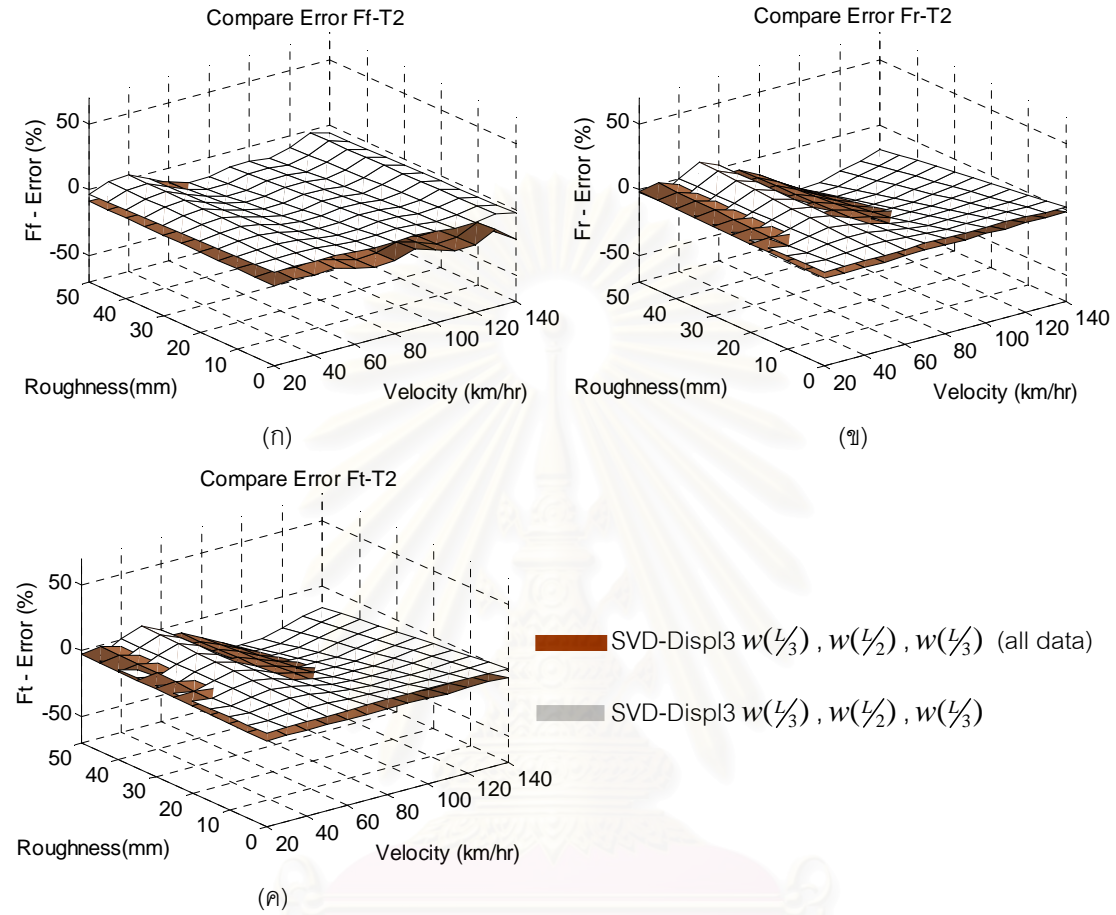 Compare Error Ff-T2
Ff - Error (%)
50
0
-50
50
40
30
20
10
0
20
40
60
80
100
120
140
Roughness(mm)
Velocity (km/hr)
(ก)
Compare Error Fr-T2
Fr - Error (%)
50
0
-50
50
40
30
20
10
0
20
40
60
80
100
120
140
Roughness(mm)
Velocity (km/hr)
(ข)
Compare Error Ft-T2
Ft - Error (%)
50
0
-50
50
40
30
20
10
0
20
40
60
80
100
120
140
Roughness(mm)
Velocity (km/hr)
(ค)
SVD-Displ3 w(L/3) , w(L/2) , w(L/3) (all data)
SVD-Displ3 w(L/3) , w(L/2) , w(L/3)